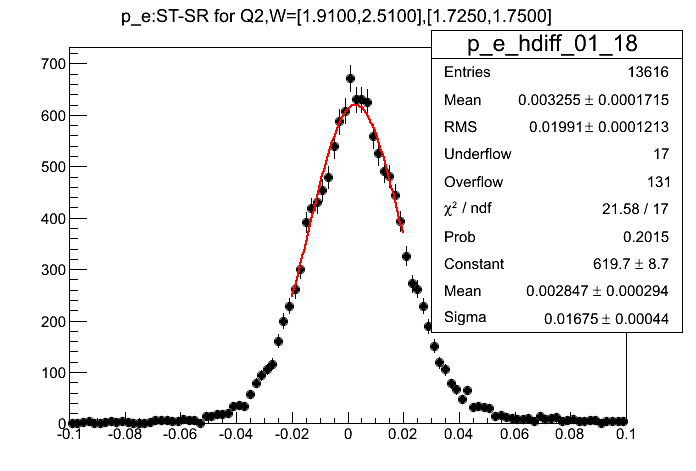 p_e:ST-SR for Q2,W=[1.9100,2.5100],[1.7250,1.7500]
p_e_hdiff_01_18
Entries 13616
Mean 0.003255 ± 0.0001715
RMS 0.01991 ± 0.0001213
Underflow 17
Overflow 131
χ² / ndf 21.58 / 17
Prob 0.2015
Constant 619.7 ± 8.7
Mean 0.002847 ± 0.000294
Sigma 0.01675 ± 0.00044
700
600
500
400
300
200
100
0
-0.1 -0.08 -0.06 -0.04 -0.02 0 0.02 0.04 0.06 0.08 0.1